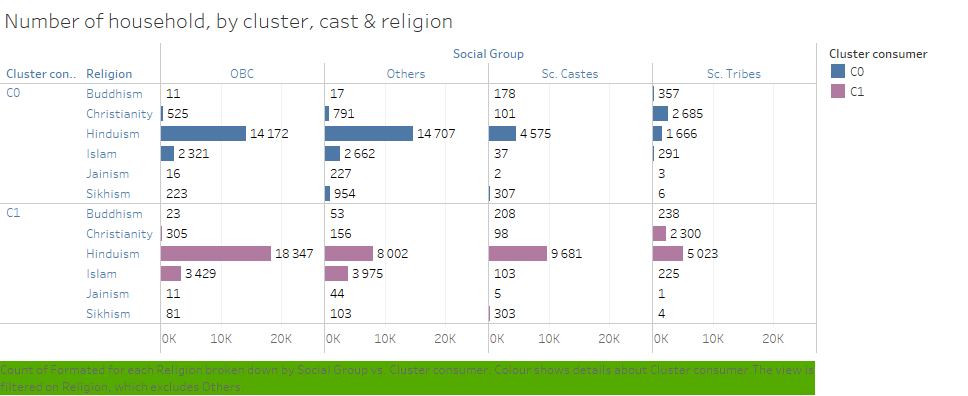 Number of household, by cluster, cast & religion
Social Group
Cluster consumer
Cluster con.. Religion OBC Others Sc. Castes Sc. Tribes
C0
C1
C0 Buddhism 11 17 178 357
Christianity 525 791 101 2 685
Hinduism 14 172 14 707 4 575 1 666
Islam 2 321 2 662 37 291
Jainism 16 227 2 3
Sikhism 223 954 307 6
C1 Buddhism 23 53 208 238
Christianity 305 156 98 2 300
Hinduism 18 347 8 002 9 681 5 023
Islam 3 429 3 975 103 225
Jainism 11 44 5 1
Sikhism 81 103 303 4
0K 10K 20K 0K 10K 20K 0K 10K 20K 0K 10K 20K
Count of Formated for each Religion broken down by Social Group vs. Cluster consumer. Colour shows details about Cluster consumer. The view is
filtered on Religion, which excludes Others.